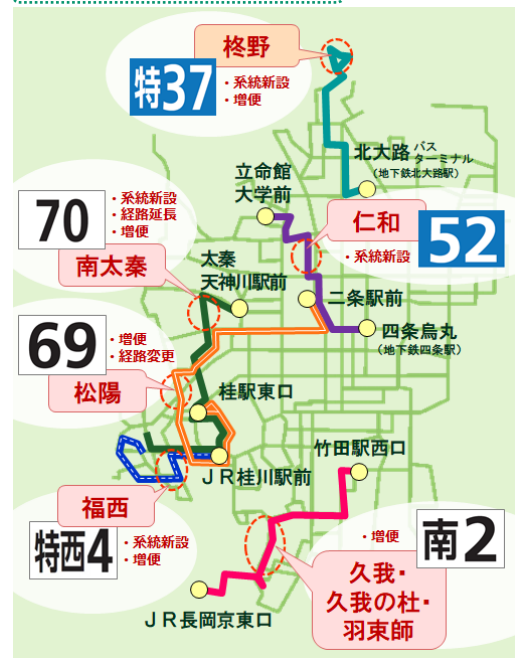 柊野
特37
・系統新設
・増便
北大路バスターミナル
(地下鉄北大路駅)
立命館
大学前
70
・系統新設
・経路延長
・増便
仁和
52
・系統新設
南太秦
太秦
天神川駅前
二条駅前
四条烏丸
(地下鉄四条駅)
69
・増便
・経路変更
松陽
桂駅東口
竹田駅西口
JR桂川駅前
福西
特西4
・系統新設
・増便
・増便
南2
久我・
久我の杜・
羽束師
JR長岡京東口